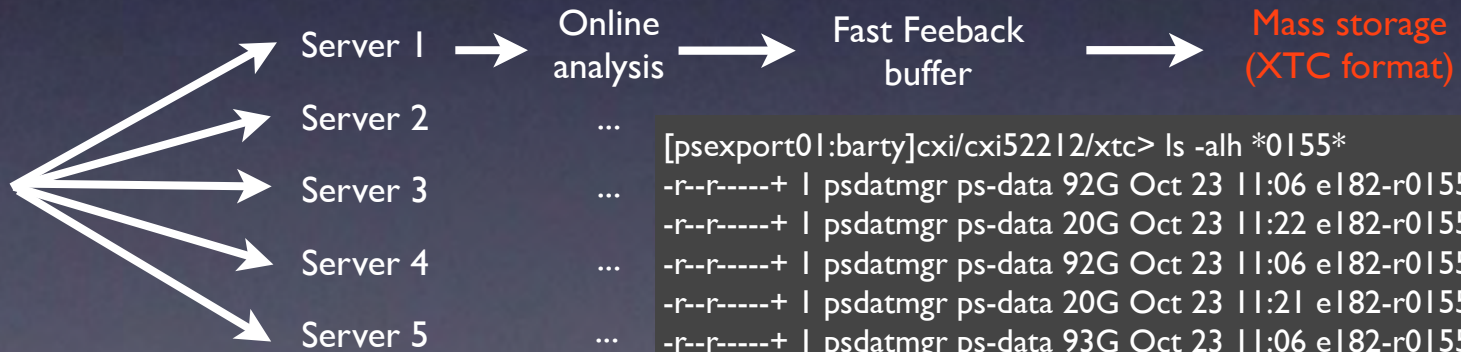 Server 1
Online
analysis
Fast Feeback
buffer
Mass storage
(XTC format)
Server 2
...
Server 3
...
Server 4
...
Server 5
...
[psexport01:barty]cxi/cxi52212/xtc> ls -alh *0155*
-r--r-----+ 1 psdatmgr ps-data 92G Oct 23 11:06 e182-r0155
-r--r-----+ 1 psdatmgr ps-data 20G Oct 23 11:22 e182-r0155
-r--r-----+ 1 psdatmgr ps-data 92G Oct 23 11:06 e182-r0155
-r--r-----+ 1 psdatmgr ps-data 20G Oct 23 11:21 e182-r0155
-r--r-----+ 1 psdatmgr ps-data 93G Oct 23 11:06 e182-r0155